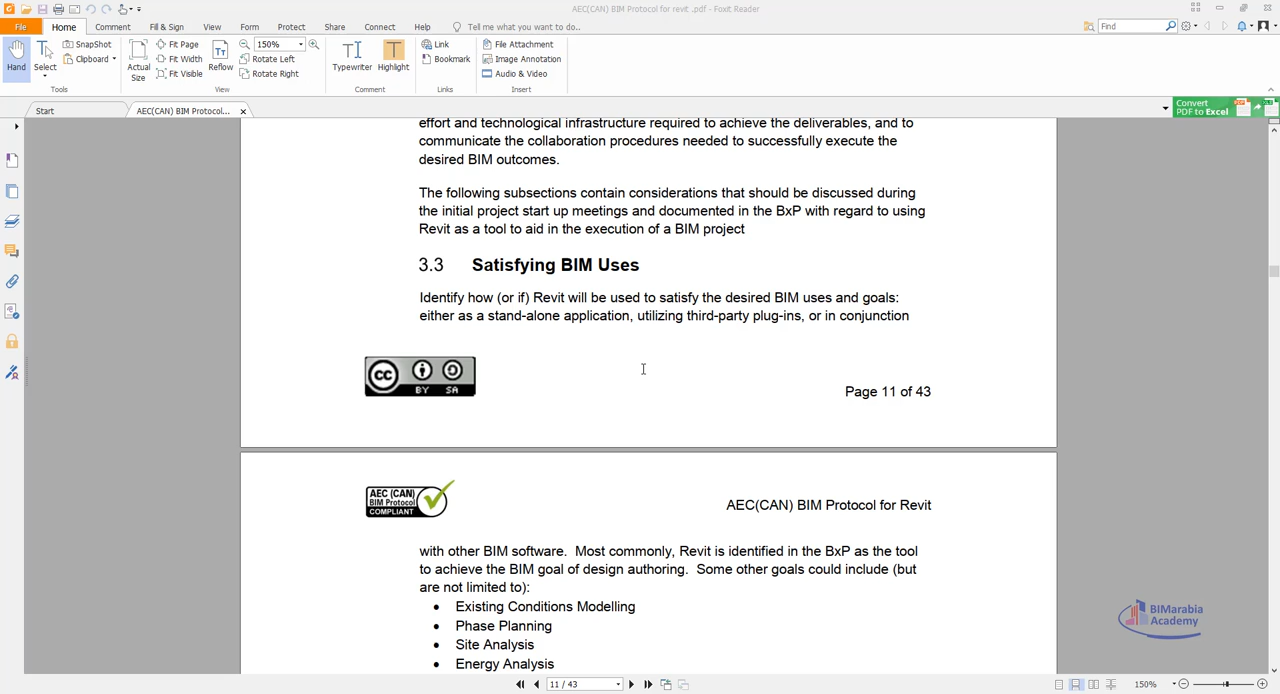 AEC(CAN) BIM Protocol for revit .pdf - Foxit Reader
File Home Comment Fill & Sign View Form Protect Share Connect Help Tell me what you want to do.. Find
SnapShot Fit Page 150% Link File Attachment
Clipboard Fit Width Rotate Left Bookmark Image Annotation
Hand Select Actual Size Fit Visible Reflow Rotate Right Typewriter Highlight Audio & Video
Tools View Comment Links Insert
Start AEC(CAN) BIM Protocol...
Convert
PDF to Excel
effort and technological infrastructure required to achieve the deliverables, and to
communicate the collaboration procedures needed to successfully execute the
desired BIM outcomes.
The following subsections contain considerations that should be discussed during
the initial project start up meetings and documented in the BxP with regard to using
Revit as a tool to aid in the execution of a BIM project
3.3 Satisfying BIM Uses
Identify how (or if) Revit will be used to satisfy the desired BIM uses and goals:
either as a stand-alone application, utilizing third-party plug-ins, or in conjunction
cc BY SA
Page 11 of 43
AEC (CAN)
BIM Protocol
COMPLIANT
AEC(CAN) BIM Protocol for Revit
with other BIM software. Most commonly, Revit is identified in the BxP as the tool
to achieve the BIM goal of design authoring. Some other goals could include (but
are not limited to):
• Existing Conditions Modelling
• Phase Planning
• Site Analysis
• Energy Analysis
BIMarabia
Academy
11 / 43 150%